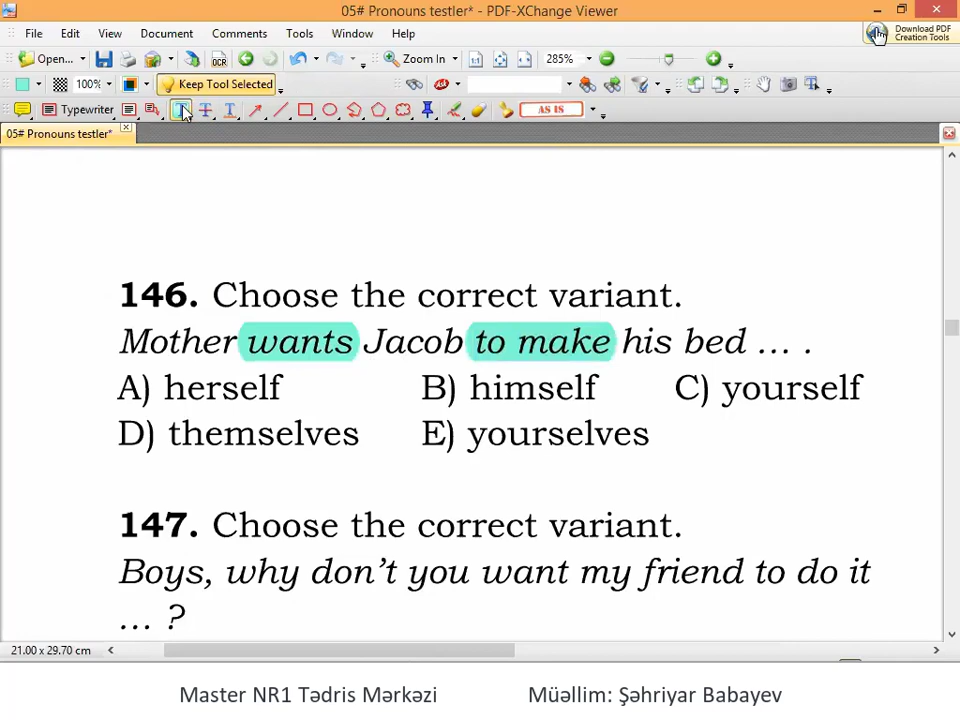 05# Pronouns testler* - PDF-XChange Viewer
File Edit View Document Comments Tools Window Help
Download PDF
Creation Tools
Open... OCR Zoom In 285%
100% Keep Tool Selected
Typewriter T T T AS IS
05# Pronouns testler*
146. Choose the correct variant.
Mother wants Jacob to make his bed ... .
A) herself B) himself C) yourself
D) themselves E) yourselves
147. Choose the correct variant.
Boys, why don't you want my friend to do it
... ?
21.00 x 29.70 cm
Master NR1 Tədris Mərkəzi Müəllim: Şəhriyar Babayev